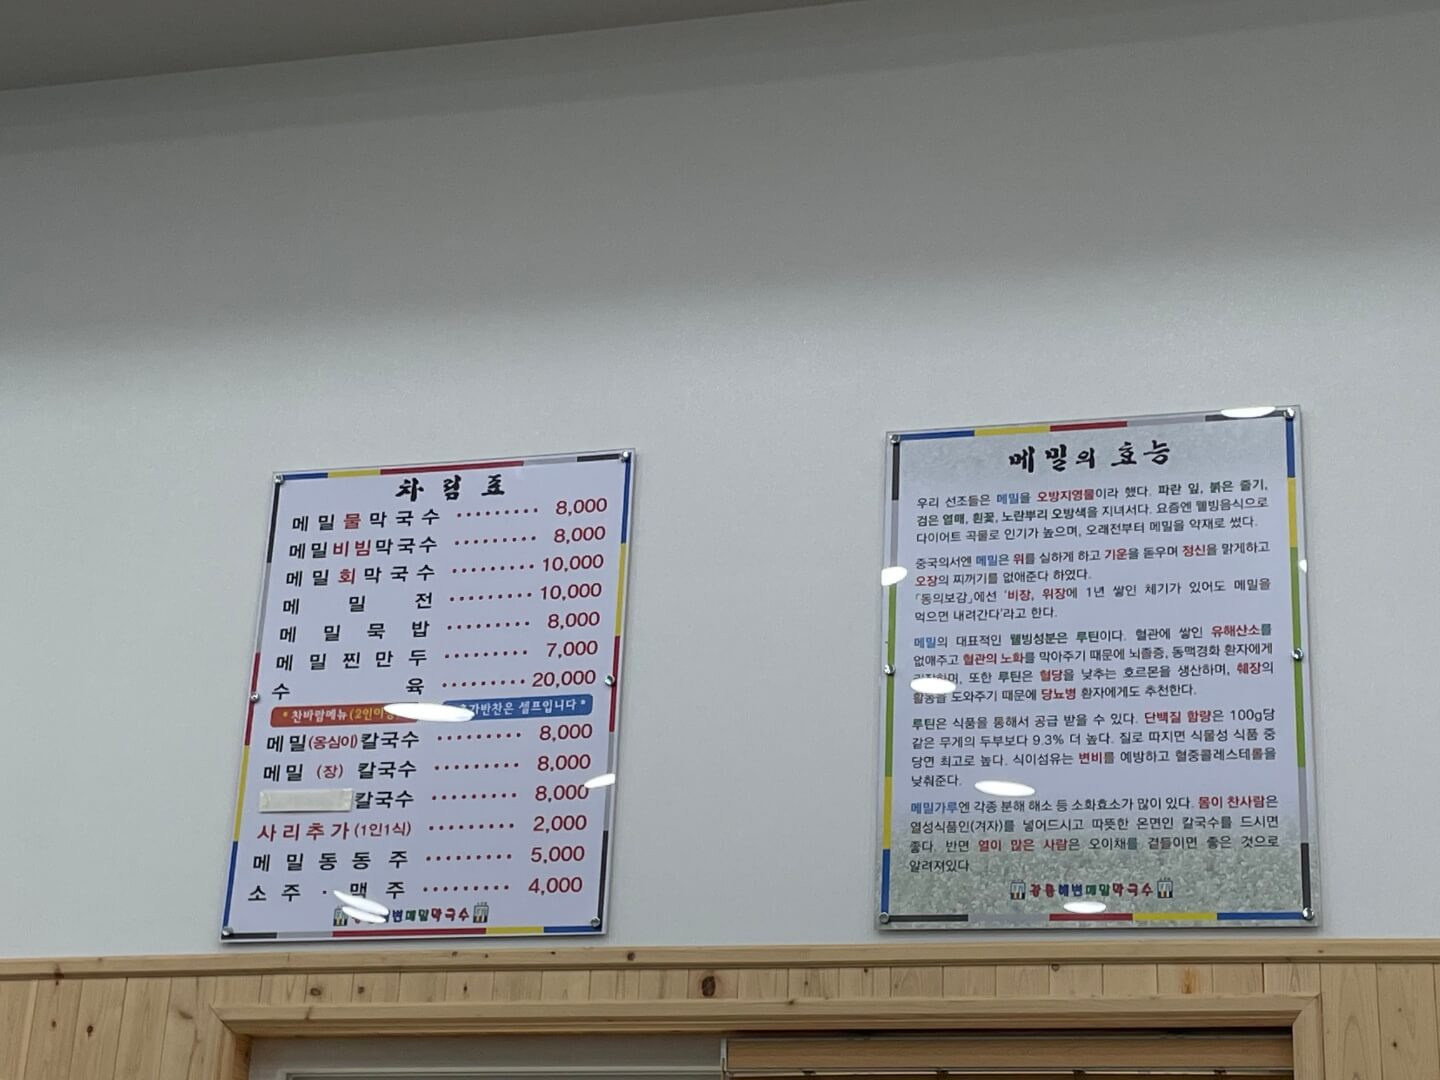 차림표
메밀물막국수 ········· 8,000
메밀비빔막국수 ········· 8,000
메밀회막국수 ········· 10,000
메밀전 ········· 10,000
메밀묵밥 ········· 8,000
메밀찐만두 ········· 7,000
수육 ········· 20,000
*찬바람메뉴(2인이
반찬은 셀프입니다*
메밀(옹심이)칼국수 ········· 8,000
메밀 (장) 칼국수 ········· 8,000
칼국수 ········· 8,000
사리추가(1인1식) ········· 2,000
메밀동동주 ········· 5,000
소주 · 맥주 ········· 4,000
변메밀막국수
메밀의 효능
우리 선조들은 메밀을 오방지영물이라 했다. 파란 잎, 붉은 줄기,
검은 열매, 흰꽃, 노란뿌리 오방색을 지녀서다. 요즘엔 웰빙음식으로
다이어트 곡물로 인기가 높으며, 오래전부터 메밀을 약재로 썼다.
중국의서엔 메밀은 위를 실하게 하고 기운을 돋우며 정신을 맑게하고
오장의 찌꺼기를 없애준다 하였다.
「동의보감」에선 '비장, 위장에 1년 쌓인 체기가 있어도 메밀을
먹으면 내려간다'라고 한다.
메밀의 대표적인 웰빙성분은 루틴이다. 혈관에 쌓인 유해산소를
없애주고 혈관의 노화를 막아주기 때문에 뇌졸증, 동맥경화 환자에게
또한 루틴은 혈당을 낮추는 호르몬을 생산하며, 췌장의
활동을 도와주기 때문에 당뇨병 환자에게도 추천한다.
루틴은 식품을 통해서 공급 받을 수 있다. 단백질 함량은 100g당
같은 무게의 두부보다 9.3% 더 높다. 질로 따지면 식물성 식품 중
당연 최고로 높다. 식이섬유는 변비를 예방하고 혈중콜레스테롤을
낮춰준다.
메밀가루엔 각종 분해 해소 등 소화효소가 많이 있다. 몸이 찬사람은
열성식품인(겨자)를 넣어드시고 따뜻한 온면인 칼국수를 드시면
좋다. 반면 열이 많은 사람은 오이채를 곁들이면 좋은 것으로
알려져있다.
강릉해변메밀막국수